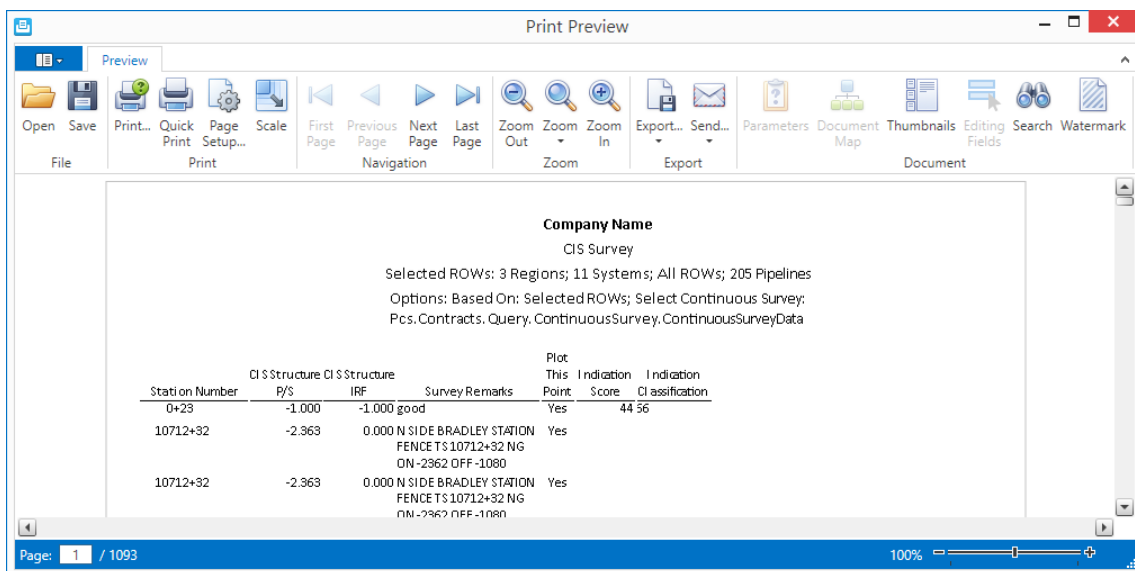 Print Preview
Preview
Open Save Print... Quick Print Page Setup... Scale First Page Previous Page Next Page Last Page Zoom Out Zoom Zoom In Export... Send... Parameters Document Map Thumbnails Editing Fields Search Watermark
File Print Navigation Zoom Export Document
Company Name
CIS Survey
Selected ROWs: 3 Regions; 11 Systems; All ROWs; 205 Pipelines
Options: Based On: Selected ROWs; Select Continuous Survey:
Pcs.Contracts.Query.ContinuousSurvey.ContinuousSurveyData
Plot
CIS Structure CIS Structure This Indication Indication
Station Number P/S IRF Survey Remarks Point Score Classification
0+23 -1.000 -1.000 good Yes 44 56
10712+32 -2.363 0.000 N SIDE BRADLEY STATION Yes
FENCE TS 10712+32 NG
ON -2362 OFF -1080
10712+32 -2.363 0.000 N SIDE BRADLEY STATION Yes
FENCE TS 10712+32 NG
ON -2362 OFF -1080
Page: 1 / 1093 100%